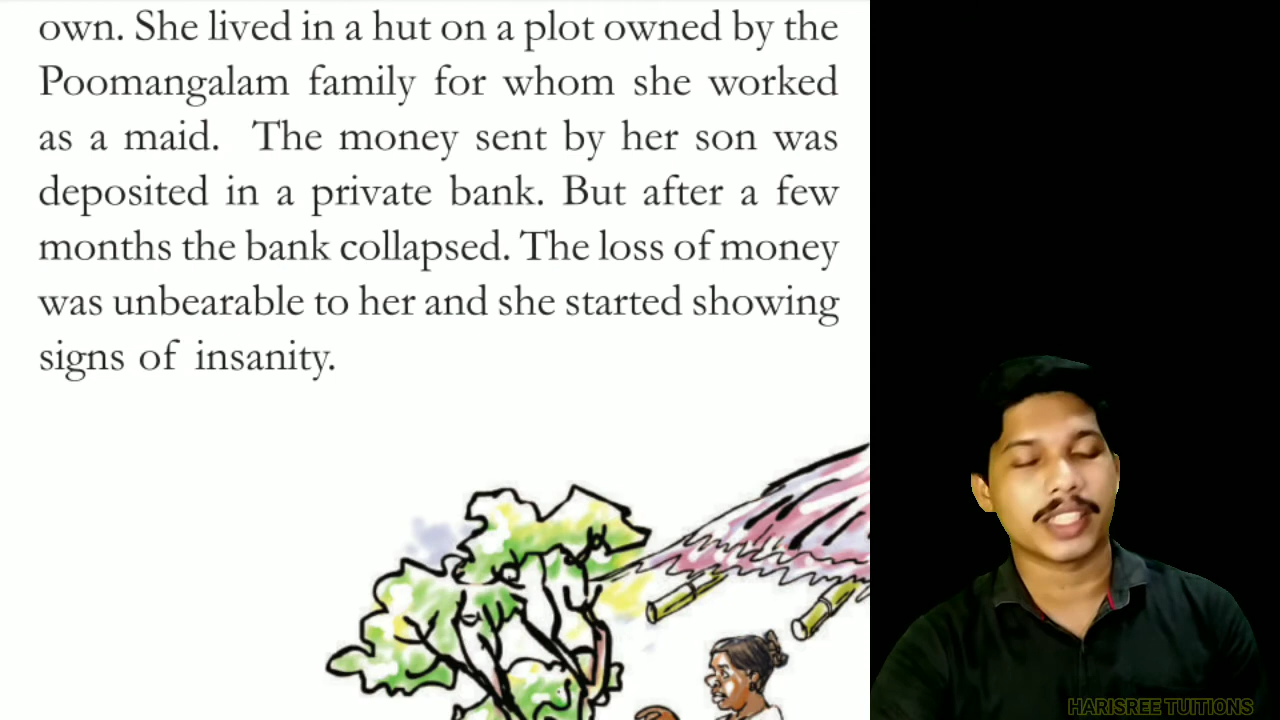 own. She lived in a hut on a plot owned by the
Poomangalam family for whom she worked
as a maid. The money sent by her son was
deposited in a private bank. But after a few
months the bank collapsed. The loss of money
was unbearable to her and she started showing
signs of insanity.
HARISREE TUITIONS